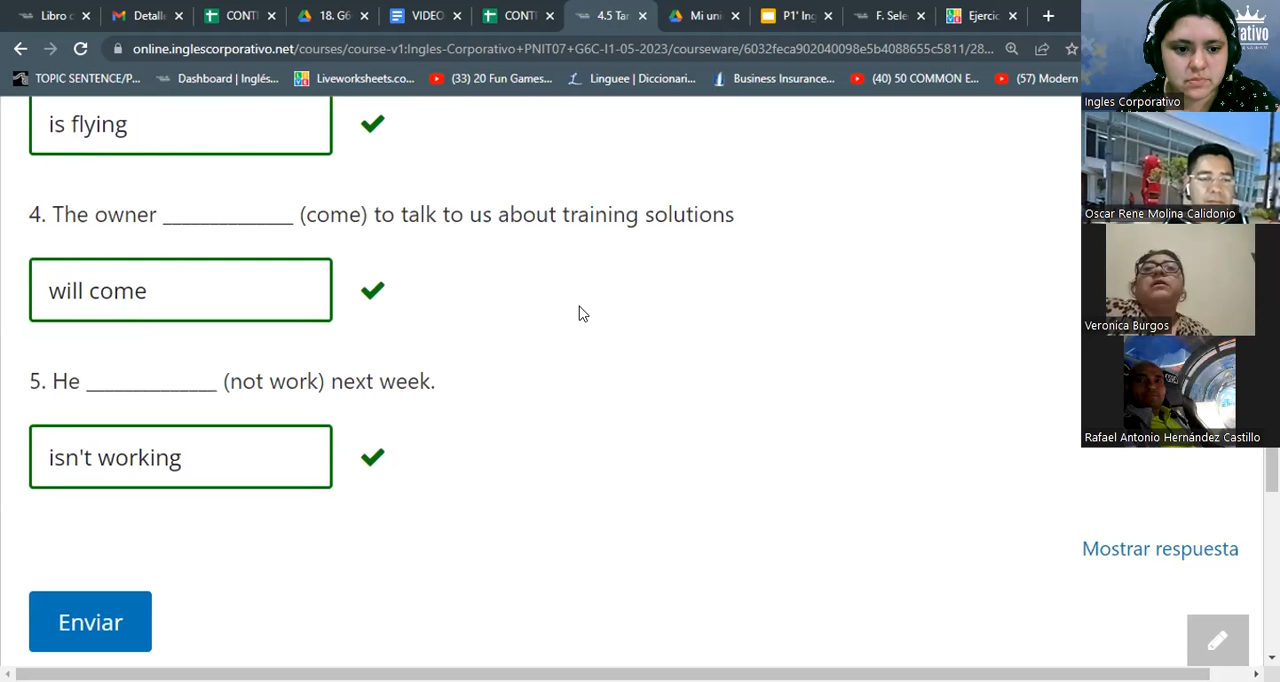 Libro c
Detall
CONTI
18. G6
VIDEO
CONTI
4.5 Tar
Mi uni
P1' Ing
F. Sele
Ejercic
online.inglescorporativo.net/courses/course-v1:Ingles-Corporativo+PNIT07+G6C-I1-05-2023/courseware/6032feca902040098e5b4088655c5811/28...
TOPIC SENTENCE/P...
Dashboard | Inglés...
Liveworksheets.co...
(33) 20 Fun Games...
Linguee | Diccionari...
Business Insurance...
(40) 50 COMMON E...
(57) Modern
ativo
Ingles Corporativo
is flying
4. The owner _____________ (come) to talk to us about training solutions
Oscar Rene Molina Calidonio
will come
Veronica Burgos
5. He _____________ (not work) next week.
Rafael Antonio Hernández Castillo
isn't working
Mostrar respuesta
Enviar